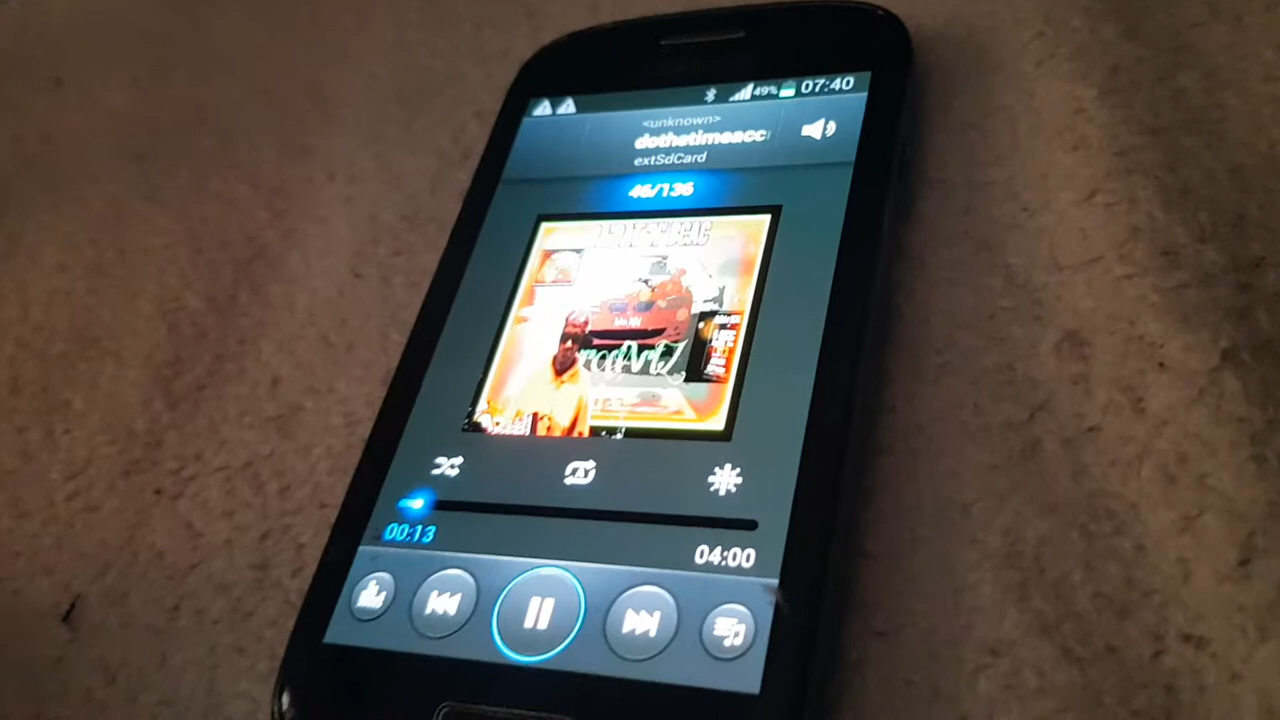 49% 07:40
<unknown>
dothetimeacc
extSdCard
46/136
00:13
04:00